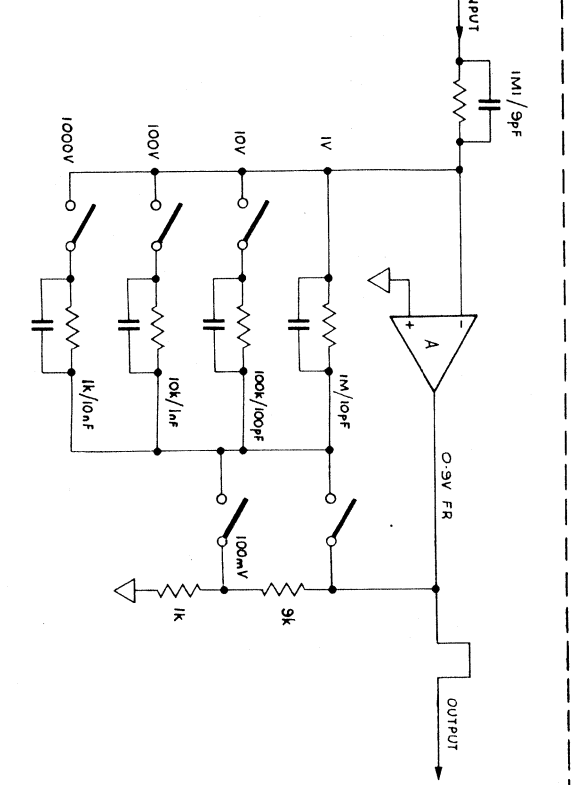 NPUT
1M1/9pF
-
A
+
0.9V FR
OUTPUT
1V
1M/10pF
10V
100k/100pF
100mV
9k
1k
100V
10k/1nF
1000V
1k/10nF